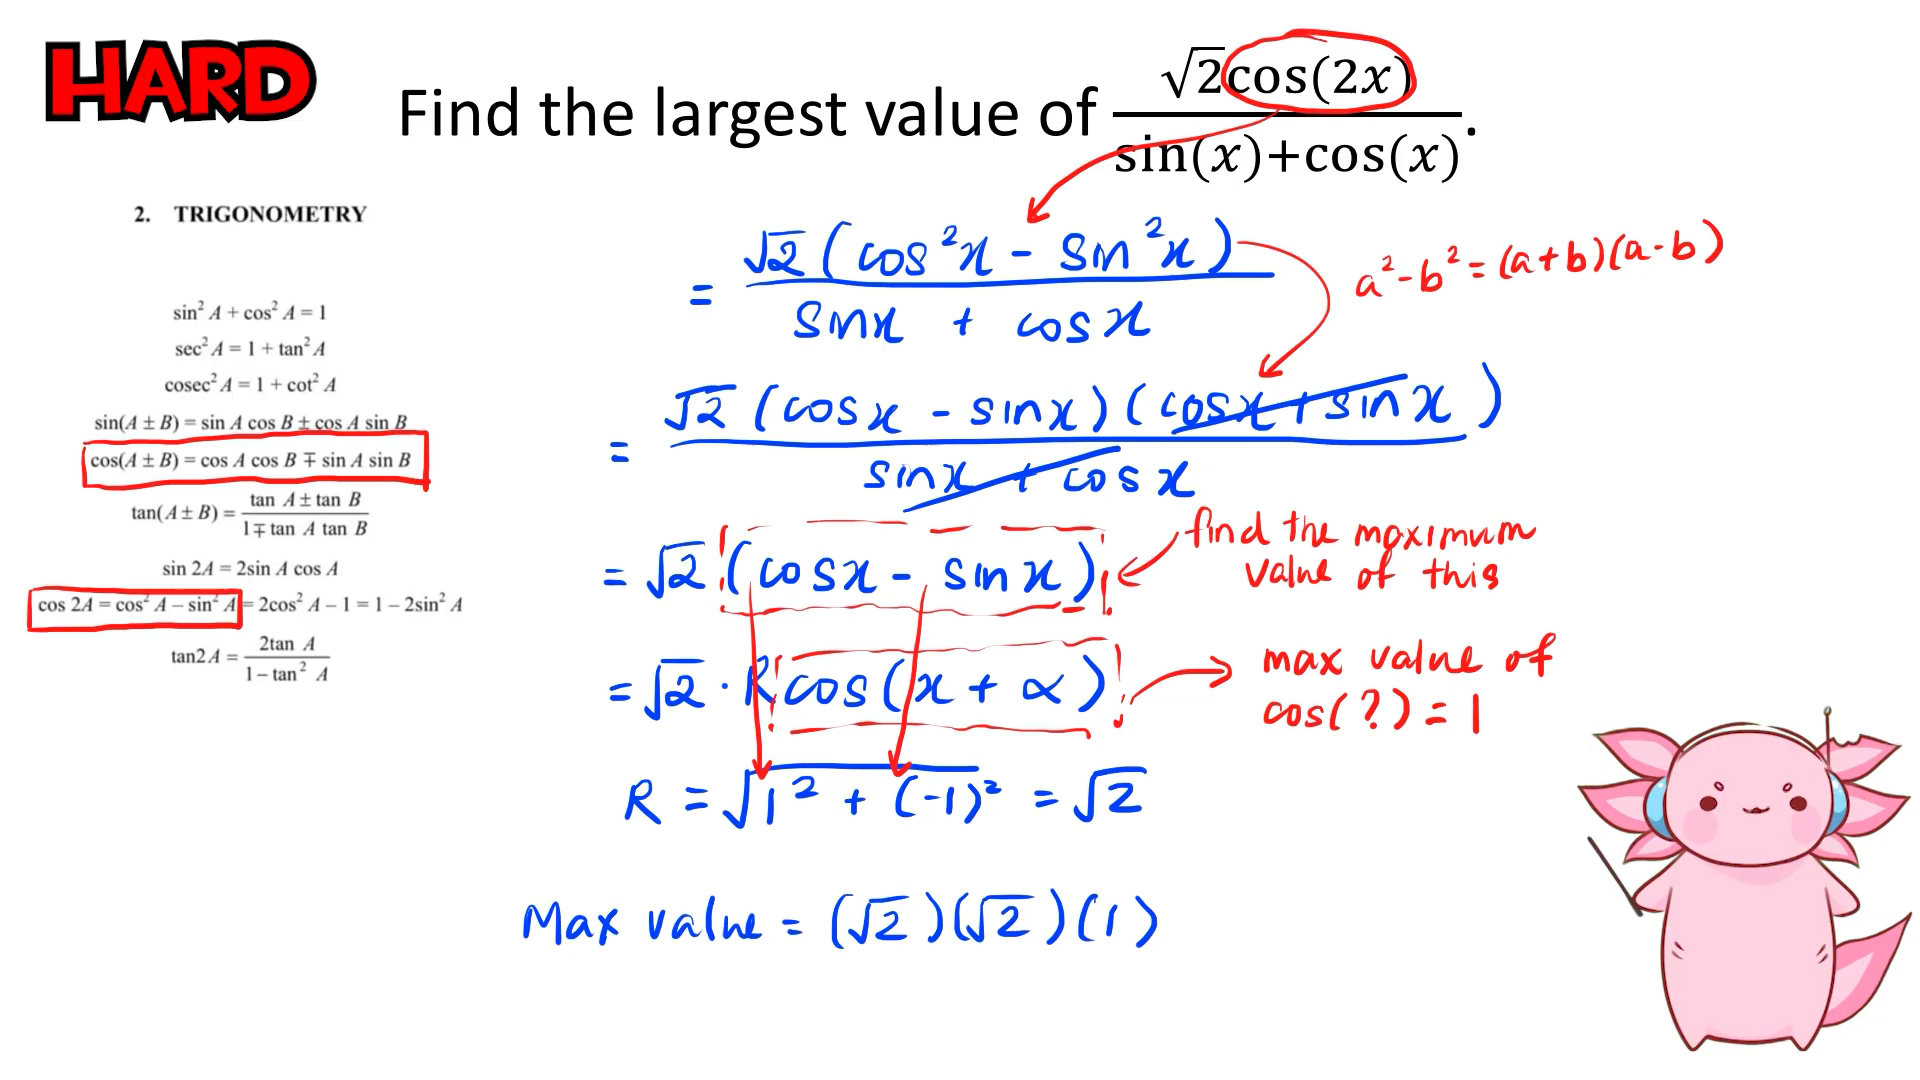 HARD
Find the largest value of √2cos(2x) / sin(x)+cos(x).
2. TRIGONOMETRY
sin² A + cos² A = 1
sec² A = 1 + tan² A
cosec² A = 1 + cot² A
sin(A ± B) = sin A cos B ± cos A sin B
cos(A ± B) = cos A cos B ∓ sin A sin B
tan(A ± B) = tan A ± tan B / 1 ∓ tan A tan B
sin 2A = 2sin A cos A
cos 2A = cos² A − sin² A = 2cos² A − 1 = 1 − 2sin² A
tan2A = 2tan A / 1 − tan² A
= √2 (cos²x - sin²x) / sinx + cosx
a² - b² = (a+b)(a-b)
= √2 (cosx - sinx)(cosx + sinx) / sinx + cosx
= √2 (cosx - sinx)
find the maximum
value of this
= √2 · R cos(x + α)
max value of
cos(?) = 1
R = √1² + (-1)² = √2
Max value = (√2)(√2)(1)